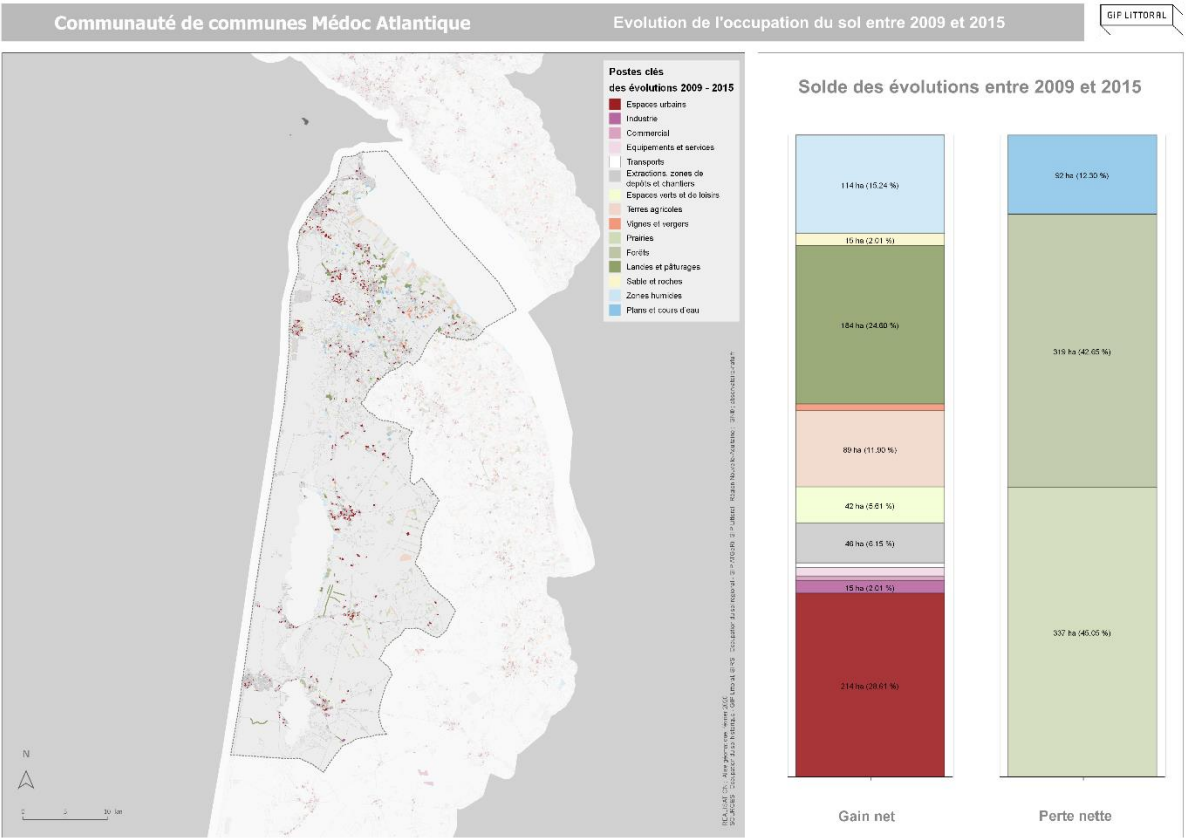 Communauté de communes Médoc Atlantique
Evolution de l'occupation du sol entre 2009 et 2015
GIP LITTORAL
Postes clés
des évolutions 2009 - 2015
Espaces urbains
Industrie
Commercial
Equipements et services
Transports
Extractions, zones de
depôts et chantiers
Espaces verts et de loisirs
Terres agricoles
Vignes et vergers
Prairies
Forêts
Landes et pâturages
Sable et roches
Zones humides
Plans et cours d'eau
N
0 5 10 km
Solde des évolutions entre 2009 et 2015
114 ha (15.24 %)
15 ha (2.01 %)
184 ha (24.60 %)
89 ha (11.90 %)
42 ha (5.61 %)
46 ha (6.15 %)
15 ha (2.01 %)
214 ha (28.61 %)
Gain net
92 ha (12.30 %)
319 ha (42.65 %)
337 ha (45.05 %)
Perte nette